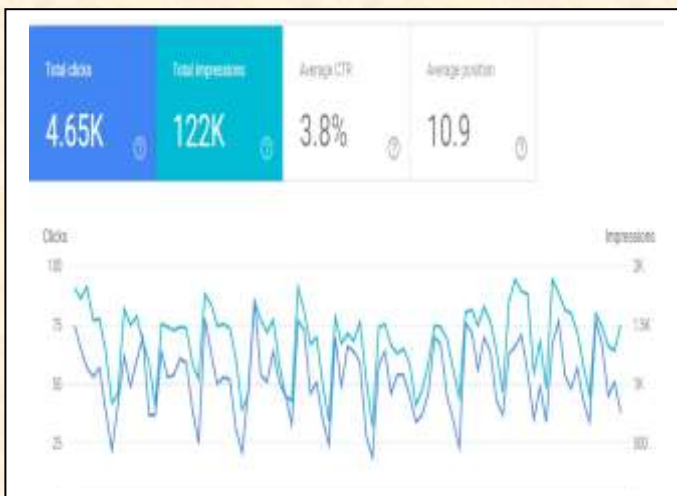 Total clicks
4.65K
Total impressions
122K
Average CTR
3.8%
Average position
10.9
Clicks
Impressions
100
2K
75
1.5K
50
1K
25
500